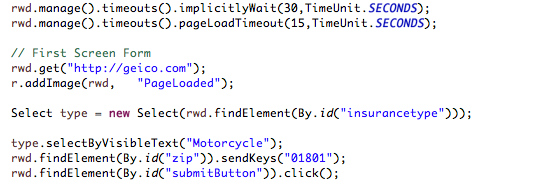 rwd.manage().timeouts().implicitlyWait(30,TimeUnit.SECONDS);
rwd.manage().timeouts().pageLoadTimeout(15,TimeUnit.SECONDS);
// First Screen Form
rwd.get("http://geico.com");
r.addImage(rwd, "PageLoaded");
Select type = new Select(rwd.findElement(By.id("insurancetype")));
type.selectByVisibleText("Motorcycle");
rwd.findElement(By.id("zip")).sendKeys("01801");
rwd.findElement(By.id("submitButton")).click();